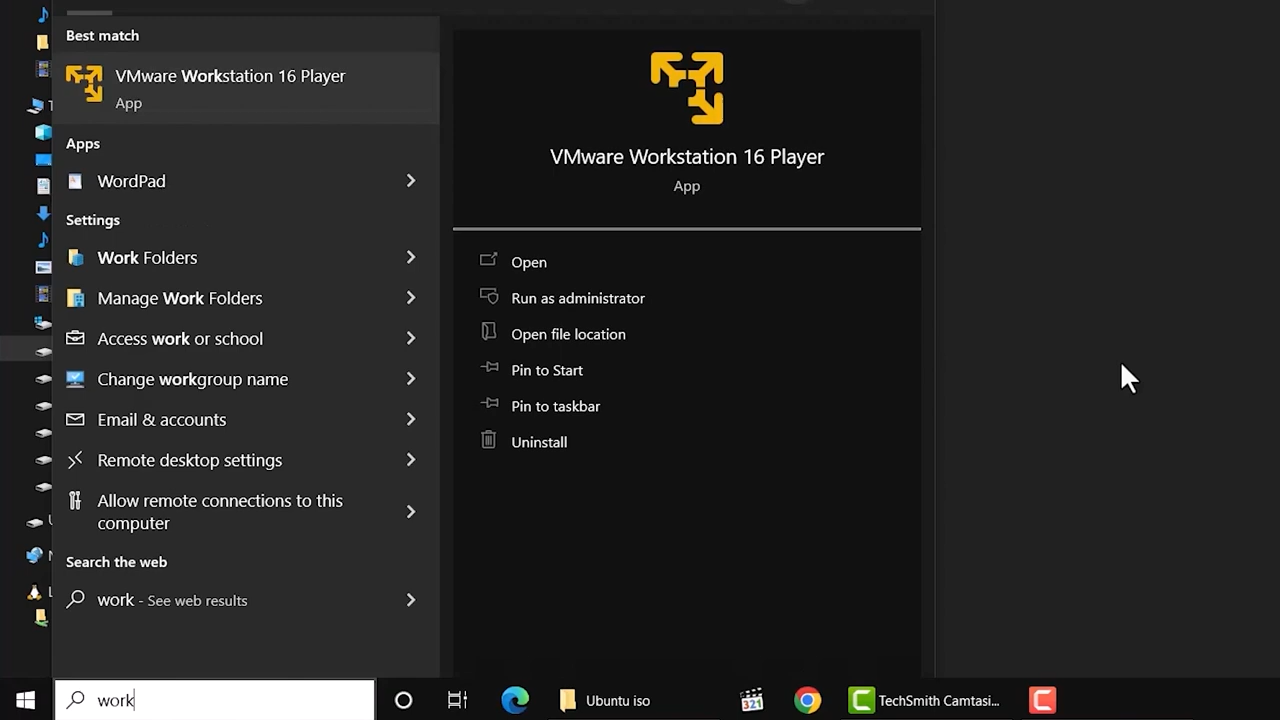 Best match
VMware Workstation 16 Player
App
Apps
WordPad
Settings
Work Folders
Manage Work Folders
Access work or school
Change workgroup name
Email & accounts
Remote desktop settings
Allow remote connections to this
computer
Search the web
work - See web results
VMware Workstation 16 Player
App
Open
Run as administrator
Open file location
Pin to Start
Pin to taskbar
Uninstall
work
Ubuntu iso
321
TechSmith Camtasi...